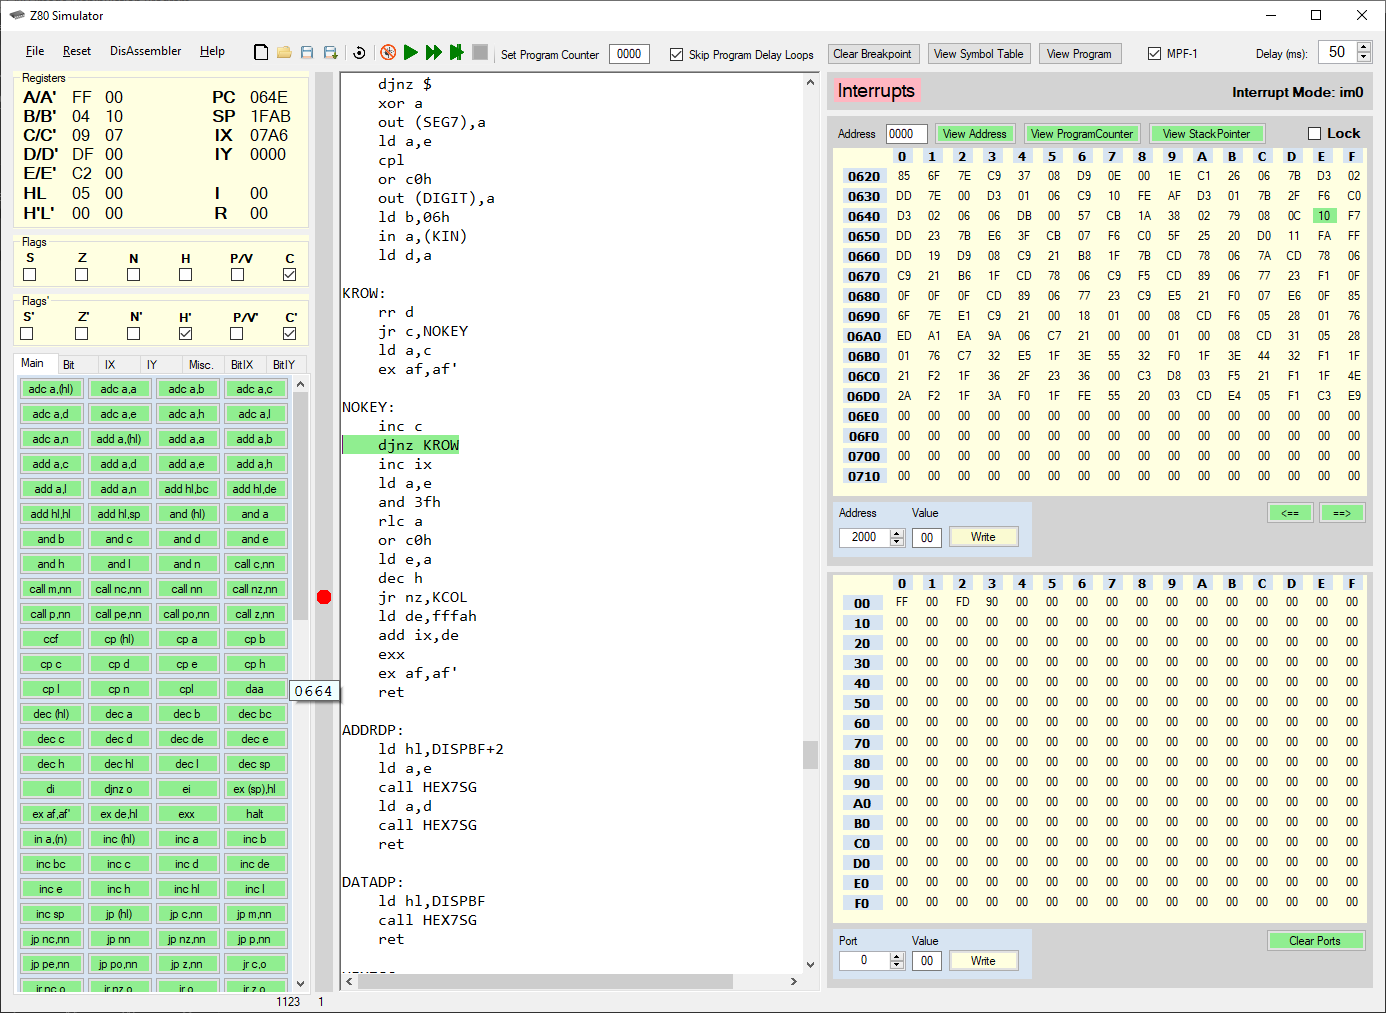 Z80 Simulator
File Reset DisAssembler Help Set Program Counter 0000 Skip Program Delay Loops Clear Breakpoint View Symbol Table View Program MPF-1 Delay (ms): 50
Registers
A/A' FF 00 PC 064E
B/B' 04 10 SP 1FAB
C/C' 09 07 IX 07A6
D/D' DF 00 IY 0000
E/E' C2 00
HL 05 00 I 00
H'L' 00 00 R 00
Flags
S Z N H P/V C
Flags'
S' Z' N' H' P/V' C'
Main Bit IX IY Misc. BitIX BitIY
adc a,(hl) adc a,a adc a,b adc a,c
adc a,d adc a,e adc a,h adc a,l
adc a,n add a,(hl) add a,a add a,b
add a,c add a,d add a,e add a,h
add a,l add a,n add hl,bc add hl,de
add hl,hl add hl,sp and (hl) and a
and b and c and d and e
and h and l and n call c,nn
call m,nn call nc,nn call nn call nz,nn
call p,nn call pe,nn call po,nn call z,nn
ccf cp (hl) cp a cp b
cp c cp d cp e cp h
cp l cp n cpl daa
dec (hl) dec a dec b dec bc
dec c dec d dec de dec e
dec h dec hl dec l dec sp
di djnz o ei ex (sp),hl
ex af,af' ex de,hl exx halt
in a,(n) inc (hl) inc a inc b
inc bc inc c inc d inc de
inc e inc h inc hl inc l
inc sp jp (hl) jp c,nn jp m,nn
jp nc,nn jp nn jp nz,nn jp p,nn
jp pe,nn jp po,nn jp z,nn jr c,o
jr nc,o jr nz,o jr o jr z,o
0664
1123 1
djnz $
xor a
out (SEG7),a
ld a,e
cpl
or c0h
out (DIGIT),a
ld b,06h
in a,(KIN)
ld d,a
KROW:
rr d
jr c,NOKEY
ld a,c
ex af,af'
NOKEY:
inc c
djnz KROW
inc ix
ld a,e
and 3fh
rlc a
or c0h
ld e,a
dec h
jr nz,KCOL
ld de,fffah
add ix,de
exx
ex af,af'
ret
ADDRDP:
ld hl,DISPBF+2
ld a,e
call HEX7SG
ld a,d
call HEX7SG
ret
DATADP:
ld hl,DISPBF
call HEX7SG
ret
Interrupts Interrupt Mode: im0
Address 0000 View Address View ProgramCounter View StackPointer Lock
0 1 2 3 4 5 6 7 8 9 A B C D E F
0620 85 6F 7E C9 37 08 D9 0E 00 1E C1 26 06 7B D3 02
0630 DD 7E 00 D3 01 06 C9 10 FE AF D3 01 7B 2F F6 C0
0640 D3 02 06 06 DB 00 57 CB 1A 38 02 79 08 0C 10 F7
0650 DD 23 7B E6 3F CB 07 F6 C0 5F 25 20 D0 11 FA FF
0660 DD 19 D9 08 C9 21 B8 1F 7B CD 78 06 7A CD 78 06
0670 C9 21 B6 1F CD 78 06 C9 F5 CD 89 06 77 23 F1 0F
0680 0F 0F 0F CD 89 06 77 23 C9 E5 21 F0 07 E6 0F 85
0690 6F 7E E1 C9 21 00 18 01 00 08 CD F6 05 28 01 76
06A0 ED A1 EA 9A 06 C7 21 00 00 01 00 08 CD 31 05 28
06B0 01 76 C7 32 E5 1F 3E 55 32 F0 1F 3E 44 32 F1 1F
06C0 21 F2 1F 36 2F 23 36 00 C3 D8 03 F5 21 F1 1F 4E
06D0 2A F2 1F 3A F0 1F FE 55 20 03 CD E4 05 F1 C3 E9
06E0 00 00 00 00 00 00 00 00 00 00 00 00 00 00 00 00
06F0 00 00 00 00 00 00 00 00 00 00 00 00 00 00 00 00
0700 00 00 00 00 00 00 00 00 00 00 00 00 00 00 00 00
0710 00 00 00 00 00 00 00 00 00 00 00 00 00 00 00 00
Address Value
2000 00 Write <== ==>
0 1 2 3 4 5 6 7 8 9 A B C D E F
00 FF 00 FD 90 00 00 00 00 00 00 00 00 00 00 00 00
10 00 00 00 00 00 00 00 00 00 00 00 00 00 00 00 00
20 00 00 00 00 00 00 00 00 00 00 00 00 00 00 00 00
30 00 00 00 00 00 00 00 00 00 00 00 00 00 00 00 00
40 00 00 00 00 00 00 00 00 00 00 00 00 00 00 00 00
50 00 00 00 00 00 00 00 00 00 00 00 00 00 00 00 00
60 00 00 00 00 00 00 00 00 00 00 00 00 00 00 00 00
70 00 00 00 00 00 00 00 00 00 00 00 00 00 00 00 00
80 00 00 00 00 00 00 00 00 00 00 00 00 00 00 00 00
90 00 00 00 00 00 00 00 00 00 00 00 00 00 00 00 00
A0 00 00 00 00 00 00 00 00 00 00 00 00 00 00 00 00
B0 00 00 00 00 00 00 00 00 00 00 00 00 00 00 00 00
C0 00 00 00 00 00 00 00 00 00 00 00 00 00 00 00 00
D0 00 00 00 00 00 00 00 00 00 00 00 00 00 00 00 00
E0 00 00 00 00 00 00 00 00 00 00 00 00 00 00 00 00
F0 00 00 00 00 00 00 00 00 00 00 00 00 00 00 00 00
Port Value Clear Ports
0 00 Write